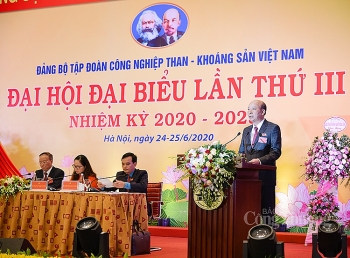 ĐẢNG BỘ TẬP ĐOÀN CÔNG NGHIỆP THAN - KHOÁNG SẢN VIỆT NAM
ĐẠI HỘI ĐẠI BIỂU LẦN THỨ III
NHIỆM KỲ 2020 - 202
Hà Nội, ngày 24-25/6/2020